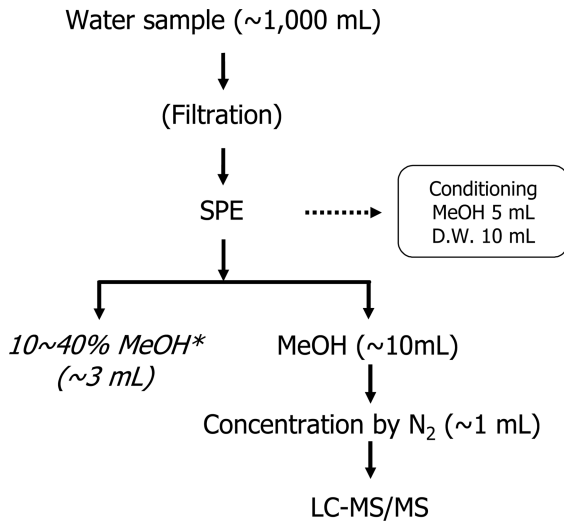 Water sample (~1,000 mL)
(Filtration)
SPE
Conditioning
MeOH 5 mL
D.W. 10 mL
10~40% MeOH*
(~3 mL)
MeOH (~10mL)
Concentration by N₂ (~1 mL)
LC-MS/MS